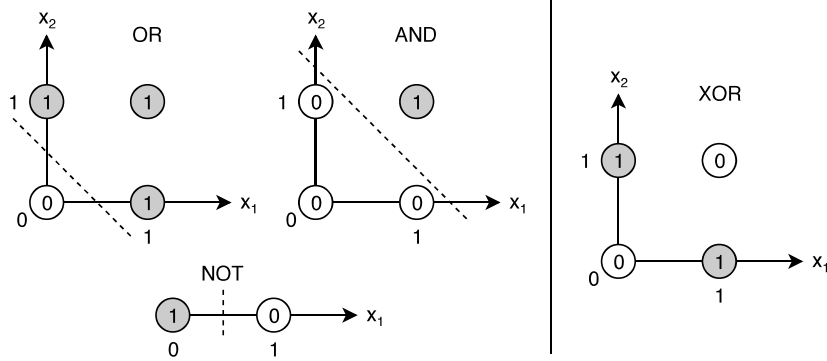 x₂ OR
1 1 1
0 0 1 x₁
1
x₂ AND
1 0 1
0 0 0 x₁
1
NOT
1 0 x₁
0 1
x₂ XOR
1 1 0
0 0 1 x₁
1